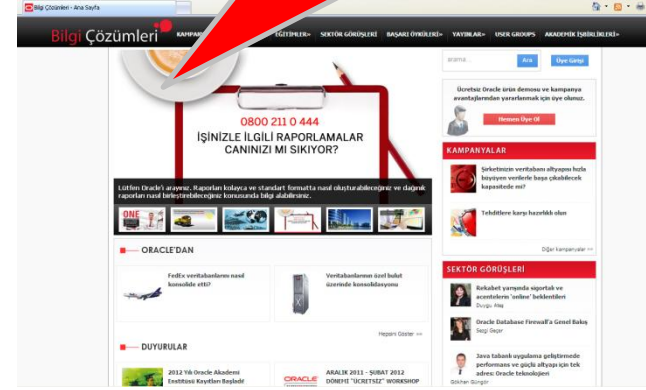 Bilgi Çözümleri - Ana Sayfa
Bilgi Çözümleri
EĞİTİMLER» SEKTÖR GÖRÜŞLERİ BAŞARI ÖYKÜLERİ» YAYINLAR» USER GROUPS AKADEMİK İŞBİRLİKLERİ»
arama...
Ara
Üye Girişi
0800 211 0 444
İŞİNİZLE İLGİLİ RAPORLAMALAR
CANINIZI MI SIKIYOR?
Lütfen Oracle'ı arayınız. Raporları kolayca ve standart formatta nasıl oluşturabileceğiniz ve dağınık
raporları nasıl birleştirebileceğiniz konusunda bilgi alabilirsiniz.
ONE
Ücretsiz Oracle ürün demosu ve kampanya
avantajlarından yararlanmak için üye olunuz.
Hemen Üye Ol
KAMPANYALAR
Şirketinizin veritabanı altyapısı hızla
büyüyen verilerle başa çıkabilecek
kapasitede mi?
Tehditlere karşı hazırlıklı olun
Diğer kampanyalar >>
ORACLE'DAN
FedEx veritabanlarını nasıl
konsolide etti?
Veritabanlarının özel bulut
üzerinde konsolidasyonu
Hepsini Göster >>
SEKTÖR GÖRÜŞLERİ
Rekabet yarışında sigortalı ve
acentelerin 'online' beklentileri
Duygu Alaş
Oracle Database Firewall'a Genel Bakış
Sezgi Geçer
Java tabanlı uygulama geliştirmede
performans ve güçlü altyapı için tek
adres: Oracle teknolojileri
Gökhan Güngör
DUYURULAR
2012 Yılı Oracle Akademi
Enstitüsü Kayıtları Başladı!
ORACLE
ARALIK 2011 - ŞUBAT 2012
DÖNEMİ "ÜCRETSİZ" WORKSHOP